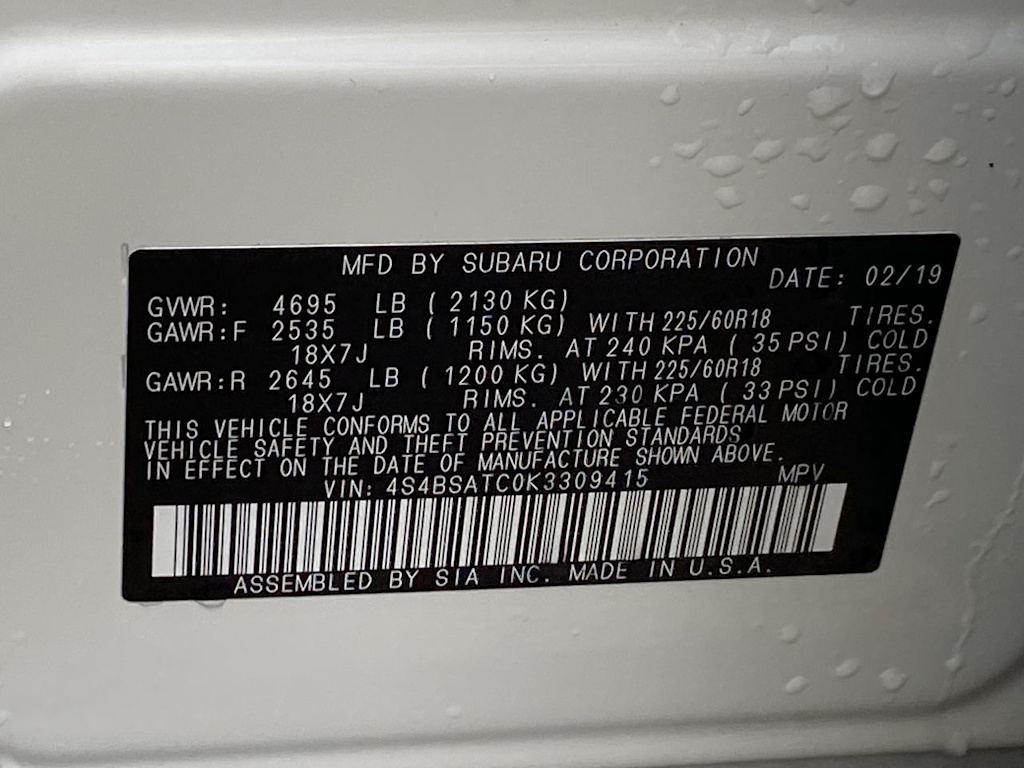 MFD BY SUBARU CORPORATION
DATE: 02/19
GVWR: 4695 LB ( 2130 KG)
GAWR:F 2535 LB ( 1150 KG) WITH 225/60R18 TIRES.
18X7J RIMS. AT 240 KPA ( 35 PSI) COLD
GAWR:R 2645 LB ( 1200 KG) WITH 225/60R18 TIRES.
18X7J RIMS. AT 230 KPA ( 33 PSI) COLD
THIS VEHICLE CONFORMS TO ALL APPLICABLE FEDERAL MOTOR
VEHICLE SAFETY AND THEFT PREVENTION STANDARDS
IN EFFECT ON THE DATE OF MANUFACTURE SHOWN ABOVE.
VIN: 4S4BSATC0K3309415 MPV
ASSEMBLED BY SIA INC. MADE IN U.S.A.